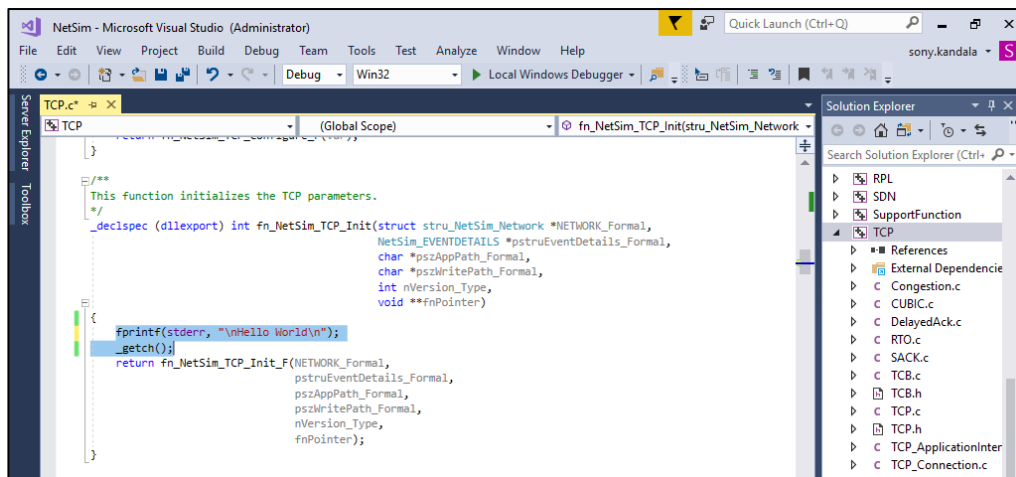 NetSim - Microsoft Visual Studio (Administrator)
Quick Launch (Ctrl+Q)
File Edit View Project Build Debug Team Tools Test Analyze Window Help
sony.kandala S
Debug Win32 Local Windows Debugger
Server Explorer
Toolbox
TCP.c*
TCP (Global Scope) fn_NetSim_TCP_Init(stru_NetSim_Network
}
/**
This function initializes the TCP parameters.
*/
_declspec (dllexport) int fn_NetSim_TCP_Init(struct stru_NetSim_Network *NETWORK_Formal,
NetSim_EVENTDETAILS *pstruEventDetails_Formal,
char *pszAppPath_Formal,
char *pszWritePath_Formal,
int nVersion_Type,
void **fnPointer)
{
fprintf(stderr, "\nHello World\n");
_getch();
return fn_NetSim_TCP_Init_F(NETWORK_Formal,
pstruEventDetails_Formal,
pszAppPath_Formal,
pszWritePath_Formal,
nVersion_Type,
fnPointer);
}
Solution Explorer
Search Solution Explorer (Ctrl+
RPL
SDN
SupportFunction
TCP
References
External Dependencie
C Congestion.c
C CUBIC.c
C DelayedAck.c
C RTO.c
C SACK.c
C TCB.c
h TCB.h
C TCP.c
h TCP.h
C TCP_ApplicationInter
C TCP_Connection.c